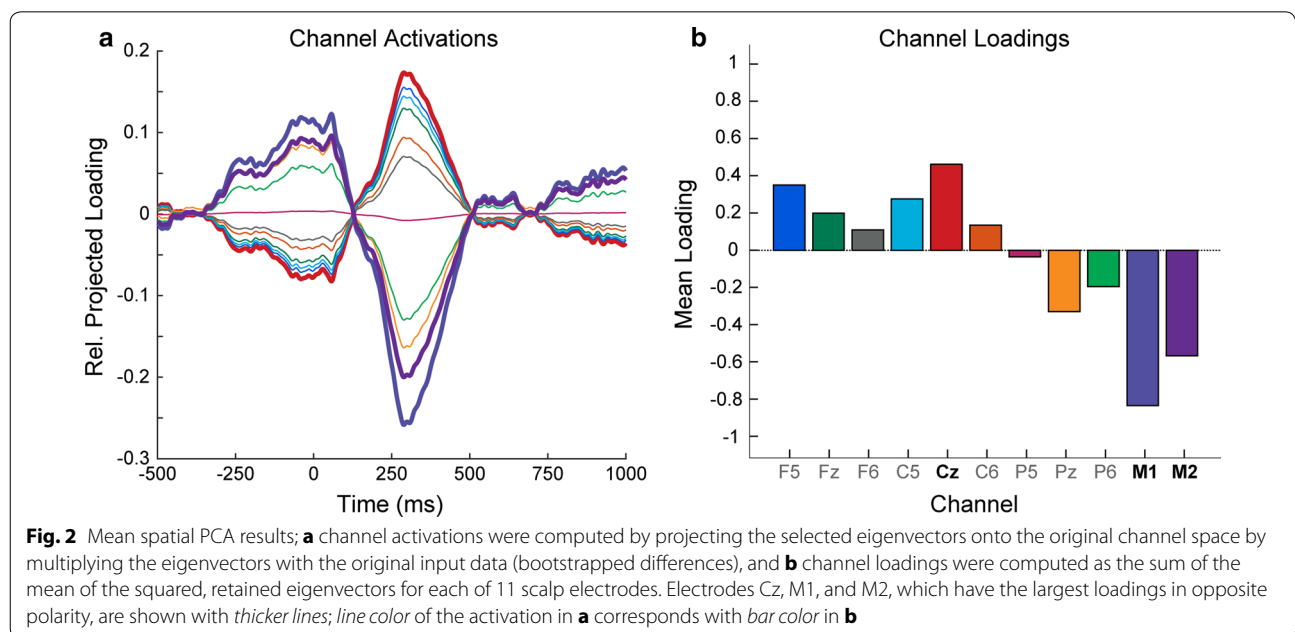 a Channel Activations
0.2
0.1
0
-0.1
-0.2
-0.3
Rel. Projected Loading
-500 -250 0 250 500 750 1000
Time (ms)
b Channel Loadings
1
0.8
0.6
0.4
0.2
0
-0.2
-0.4
-0.6
-0.8
-1
Mean Loading
F5 Fz F6 C5 Cz C6 P5 Pz P6 M1 M2
Channel
Fig. 2 Mean spatial PCA results; a channel activations were computed by projecting the selected eigenvectors onto the original channel space by
multiplying the eigenvectors with the original input data (bootstrapped differences), and b channel loadings were computed as the sum of the
mean of the squared, retained eigenvectors for each of 11 scalp electrodes. Electrodes Cz, M1, and M2, which have the largest loadings in opposite
polarity, are shown with thicker lines; line color of the activation in a corresponds with bar color in b